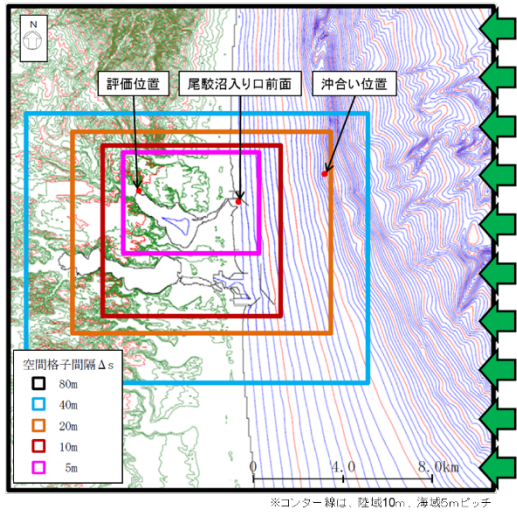 N
評価位置
尾駮沼入り口前面
沖合い位置
空間格子間隔Δs
80m
40m
20m
10m
5m
0
4.0
8.0km
※コンター線は、陸域10m、海域5mピッチ